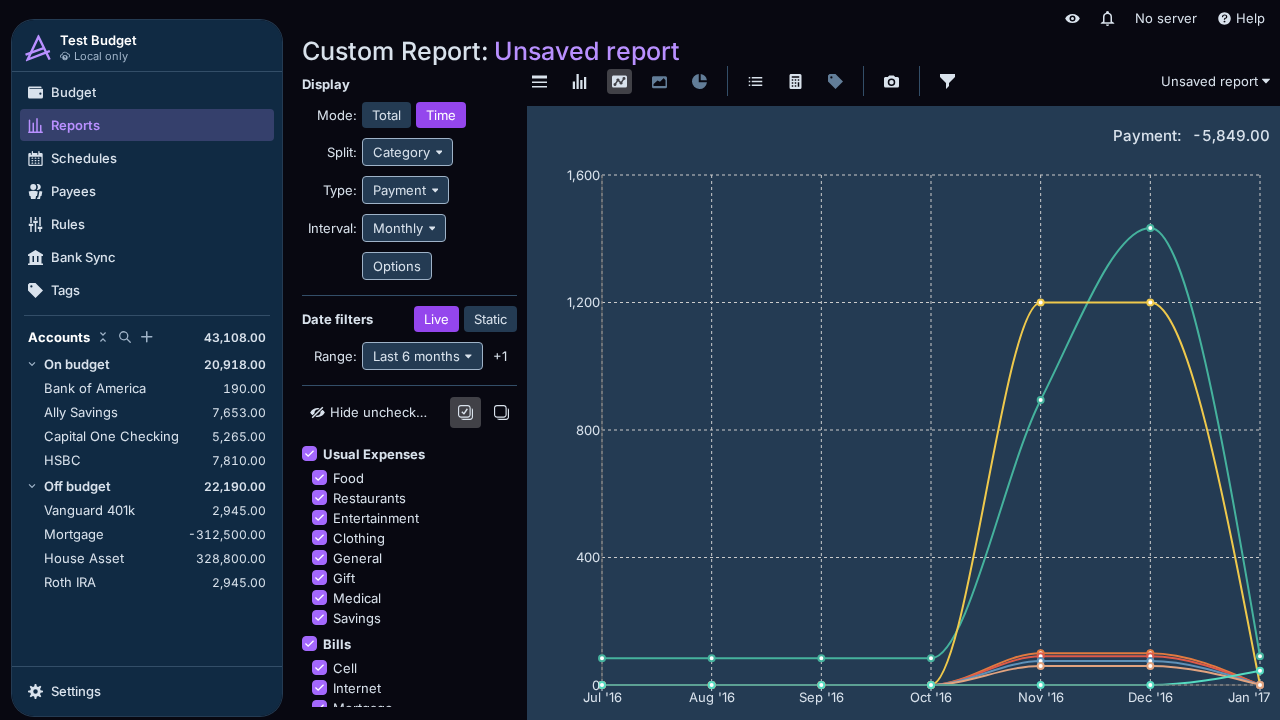 No server
Help
Test Budget
Local only
Budget
Reports
Schedules
Payees
Rules
Bank Sync
Tags
Accounts 43,108.00
On budget 20,918.00
Bank of America 190.00
Ally Savings 7,653.00
Capital One Checking 5,265.00
HSBC 7,810.00
Off budget 22,190.00
Vanguard 401k 2,945.00
Mortgage -312,500.00
House Asset 328,800.00
Roth IRA 2,945.00
Settings
Custom Report: Unsaved report
Display
Mode: Total Time
Split: Category
Type: Payment
Interval: Monthly
Options
Date filters Live Static
Range: Last 6 months +1
Hide uncheck...
Usual Expenses
Food
Restaurants
Entertainment
Clothing
General
Gift
Medical
Savings
Bills
Cell
Internet
Mortgage
Unsaved report
Payment: -5,849.00
1,600
1,200
800
400
0
Jul '16 Aug '16 Sep '16 Oct '16 Nov '16 Dec '16 Jan '17